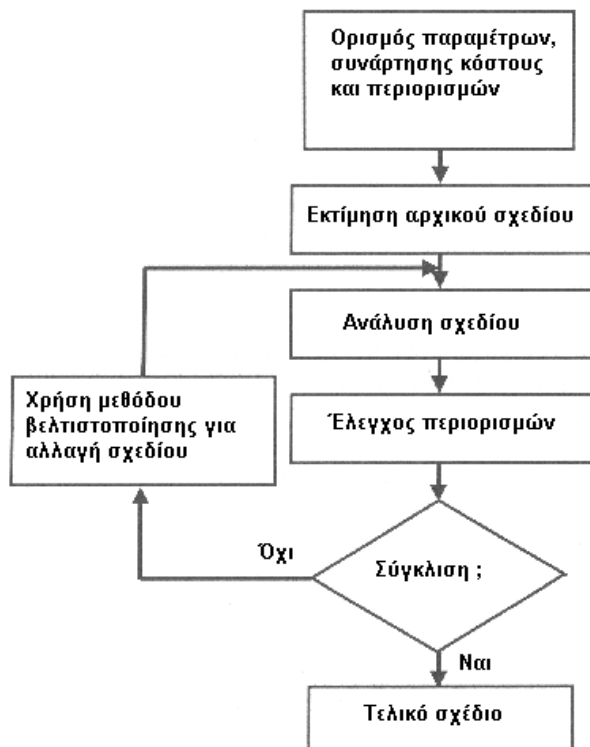 Ορισμός παραμέτρων,
συνάρτησης κόστους
και περιορισμών
Εκτίμηση αρχικού σχεδίου
Ανάλυση σχεδίου
Χρήση μεθόδου
βελτιστοποίησης για
αλλαγή σχεδίου
Έλεγχος περιορισμών
Όχι
Σύγκλιση ;
Ναι
Τελικό σχέδιο